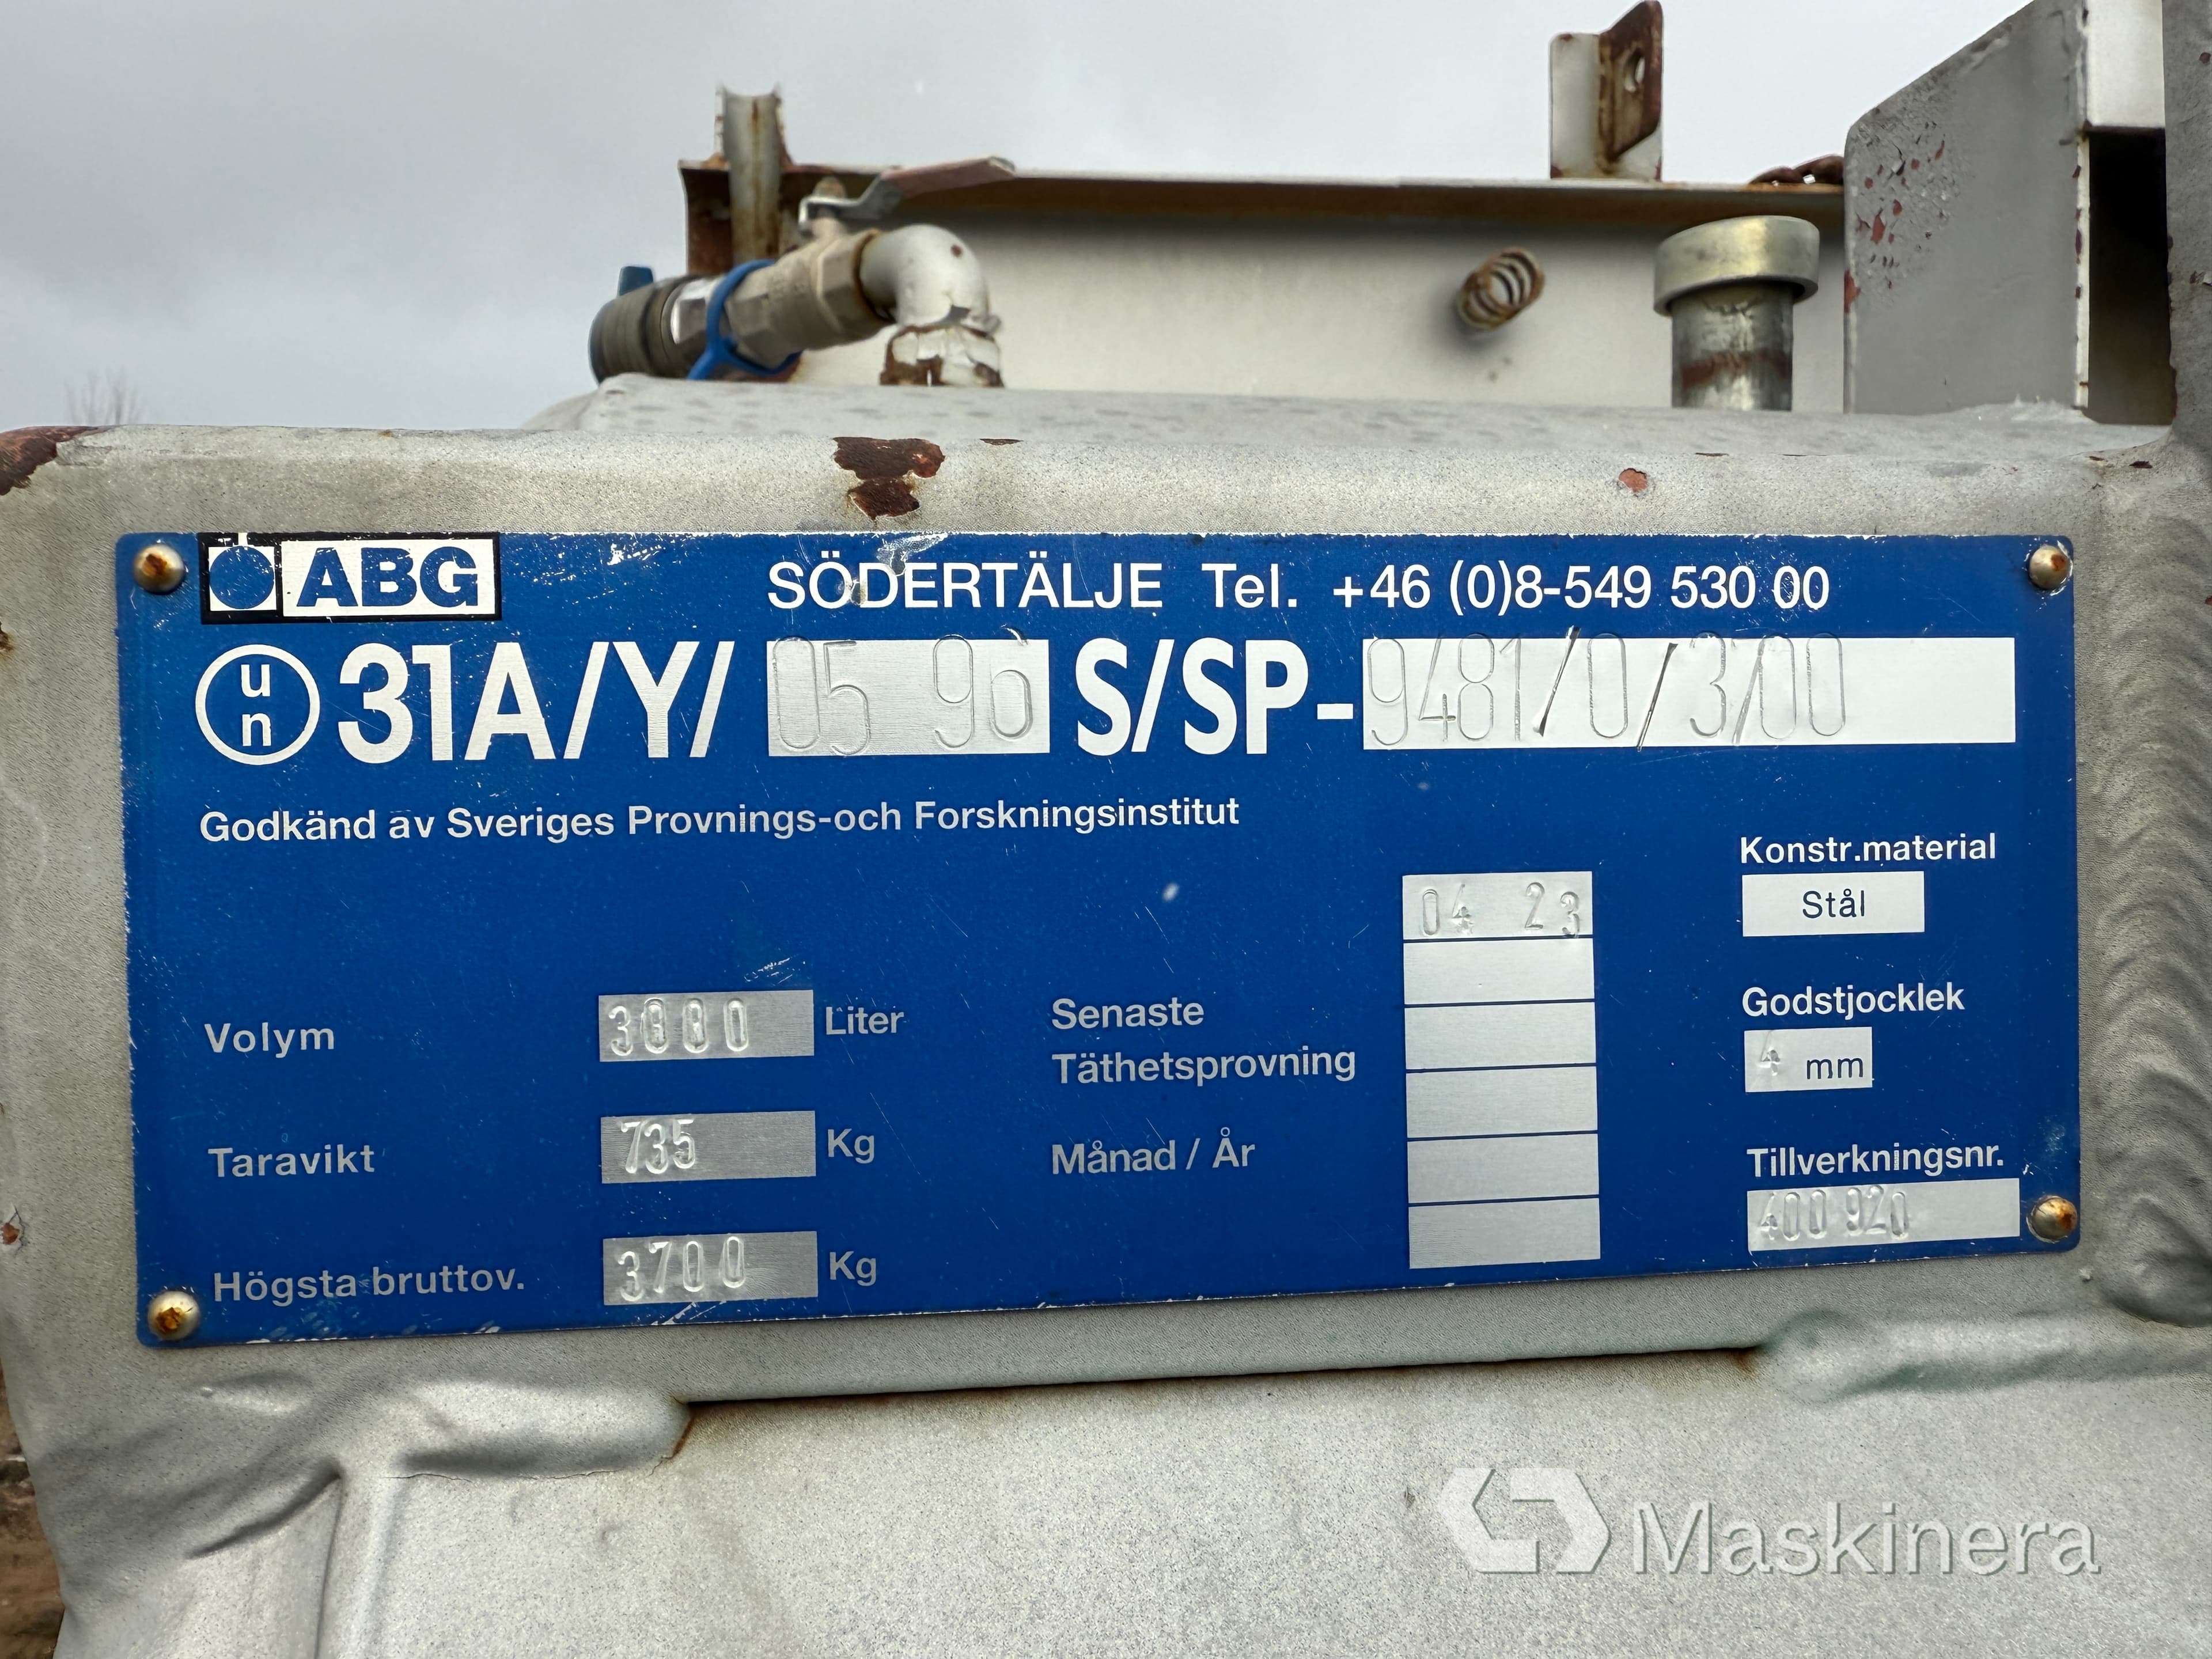 ABG SÖDERTÄLJE Tel. +46 (0)8-549 530 00
un 31A/Y/ 05 96 S/SP- 9481/0/3700
Godkänd av Sveriges Provnings-och Forskningsinstitut
Konstr.material
04 23
Stål
Godstjocklek
Volym Liter
Senaste
Täthetsprovning
4 mm
Taravikt 735 Kg
Månad / År
Tillverkningsnr.
400 920
Högsta bruttov. 3700 Kg
Maskinera